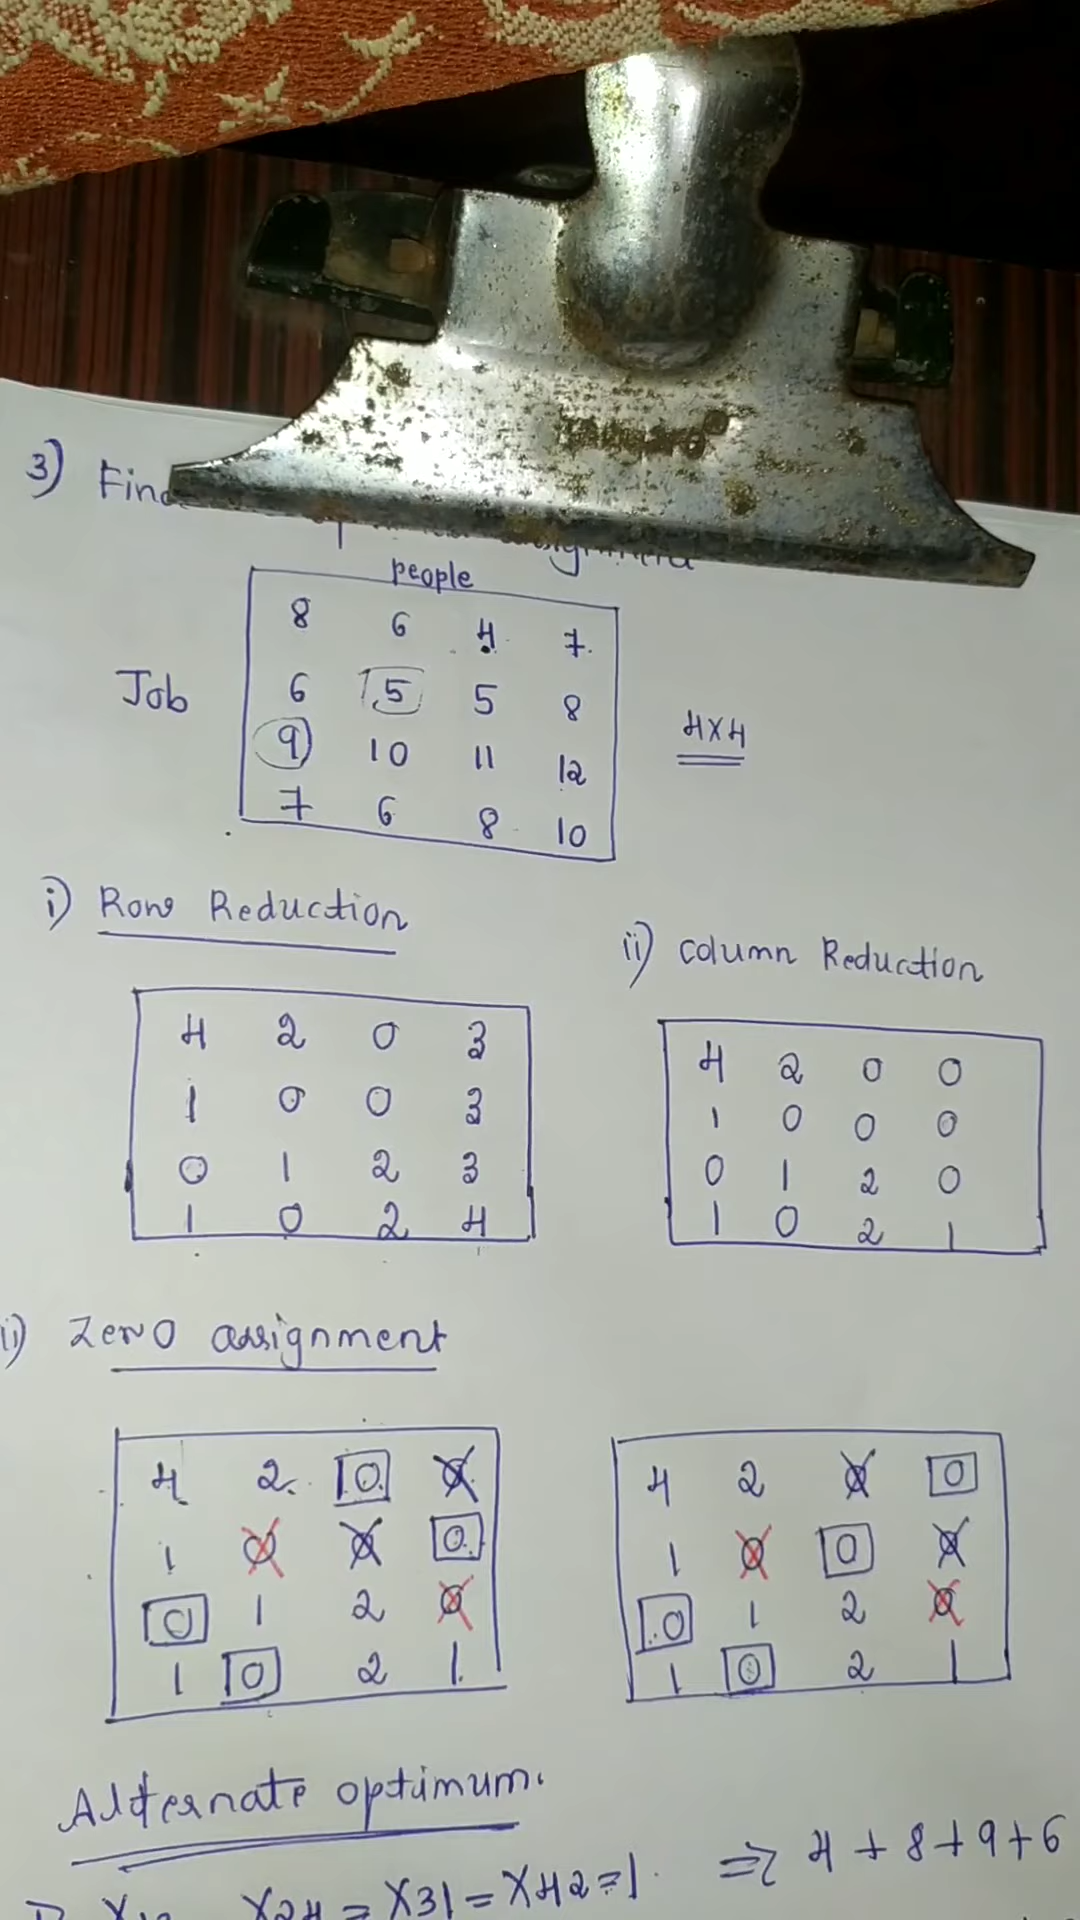 3) Find
people
8 6 4 7
Job
6 5 5 8
9 10 11 12
7 6 8 10
4x4
i) Row Reduction
4 2 0 3
1 0 0 3
0 1 2 3
1 0 2 4
ii) column Reduction
4 2 0 0
1 0 0 0
0 1 2 0
1 0 2 1
ii) Zero assignment
4 2 0 0
1 0 0 0
0 1 2 0
1 0 2 1
4 2 0 0
1 0 0 0
0 1 2 0
1 0 2 1
Alternate optimum.
X24 = X31 = X42 = 1. ⇒ 4 + 8 + 9 + 6